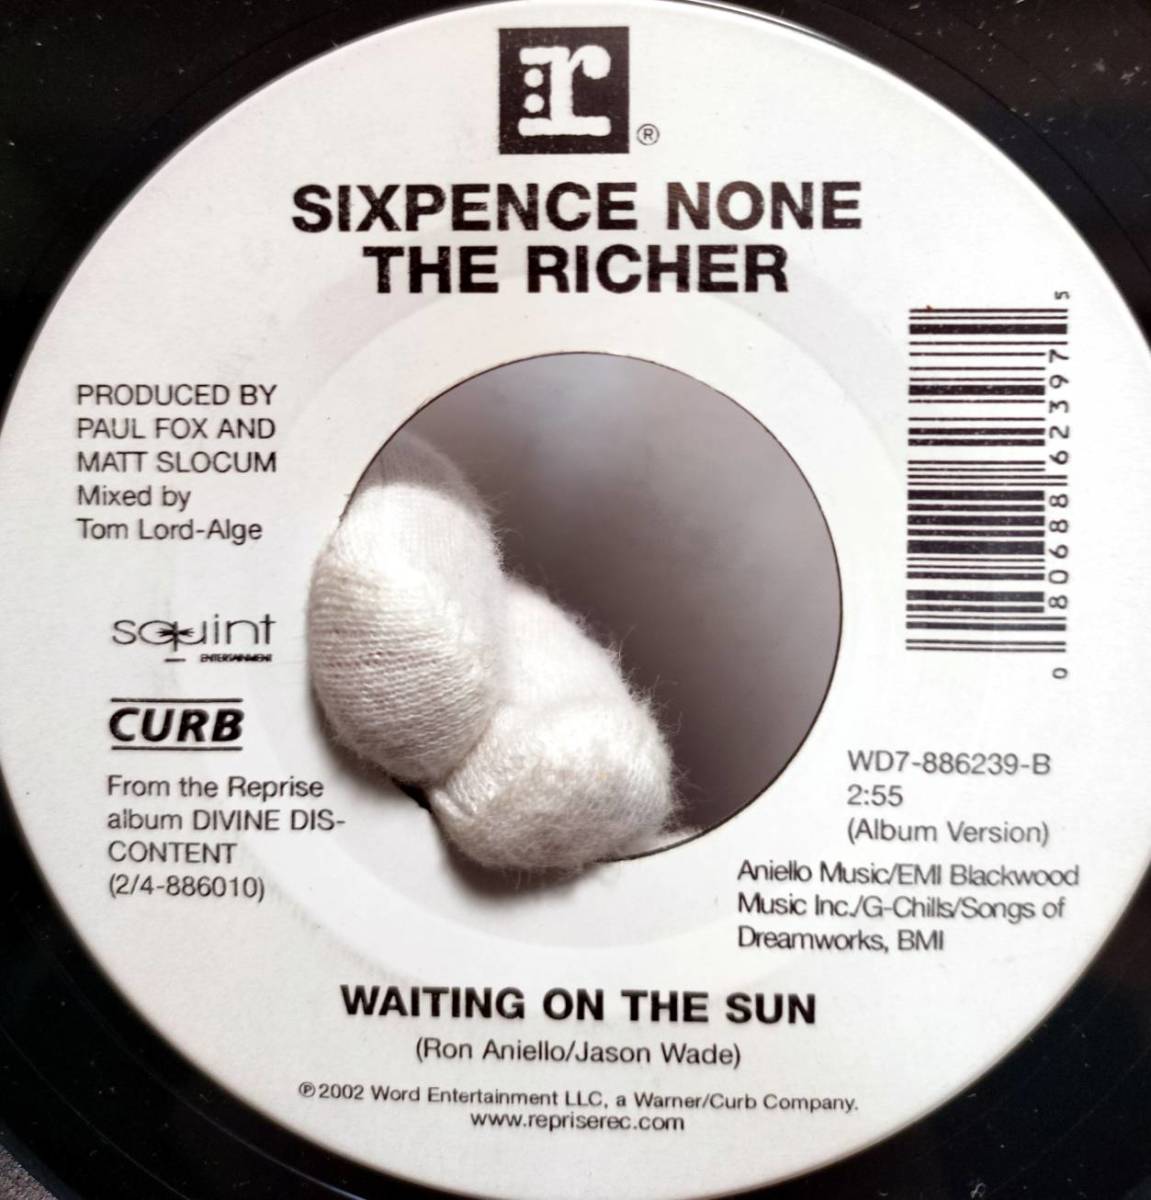 r ®
SIXPENCE NONE
THE RICHER
PRODUCED BY
PAUL FOX AND
MATT SLOCUM
Mixed by
Tom Lord-Alge
squint
ENTERTAINMENT
CURB
From the Reprise
album DIVINE DIS-
CONTENT
(2/4-886010)
0 80688 62397 5
WD7-886239-B
2:55
(Album Version)
Aniello Music/EMI Blackwood
Music Inc./G-Chills/Songs of
Dreamworks, BMI
WAITING ON THE SUN
(Ron Aniello/Jason Wade)
℗2002 Word Entertainment LLC, a Warner/Curb Company.
www.repriserec.com